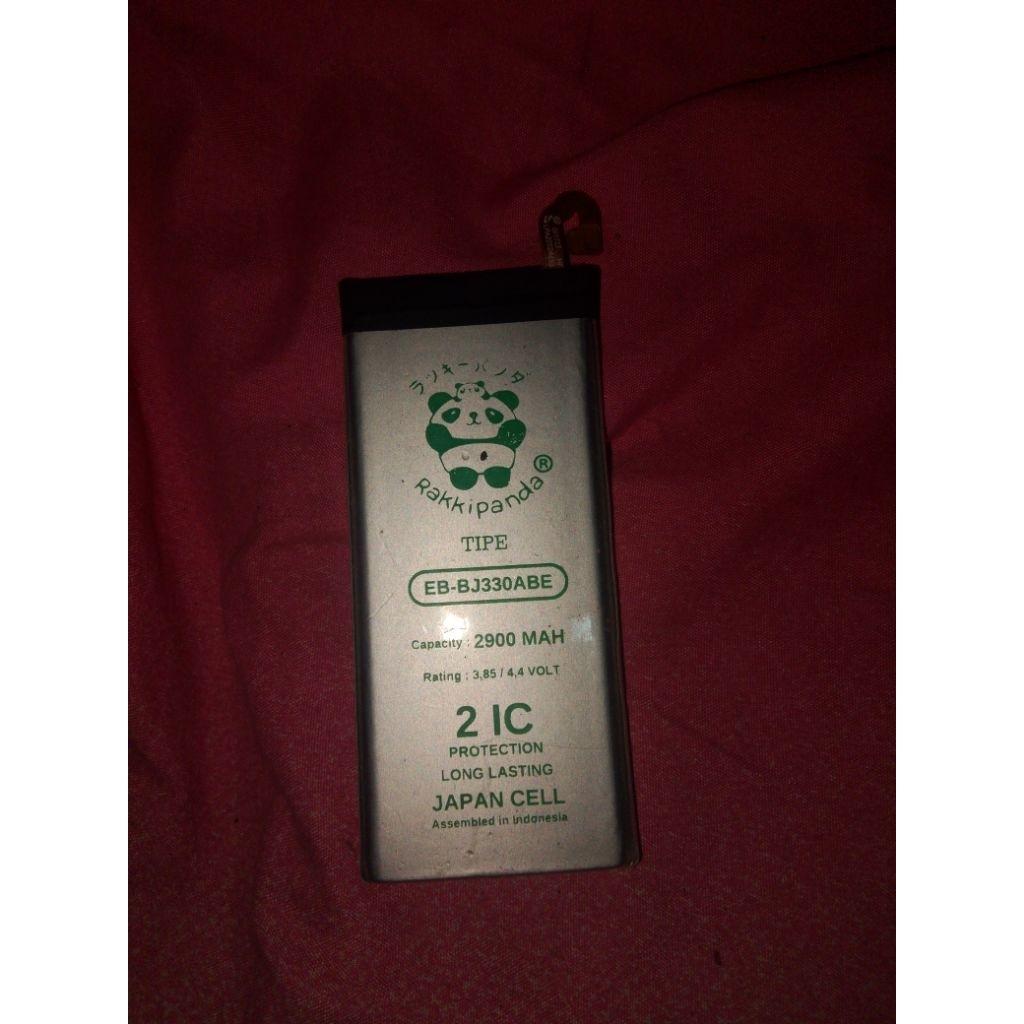 ラッキーパンダ
Rakkipanda®
TIPE
EB-BJ330ABE
Capacity : 2900 MAH
Rating : 3,85 / 4,4 VOLT
2 IC
PROTECTION
LONG LASTING
JAPAN CELL
Assembled in Indonesia